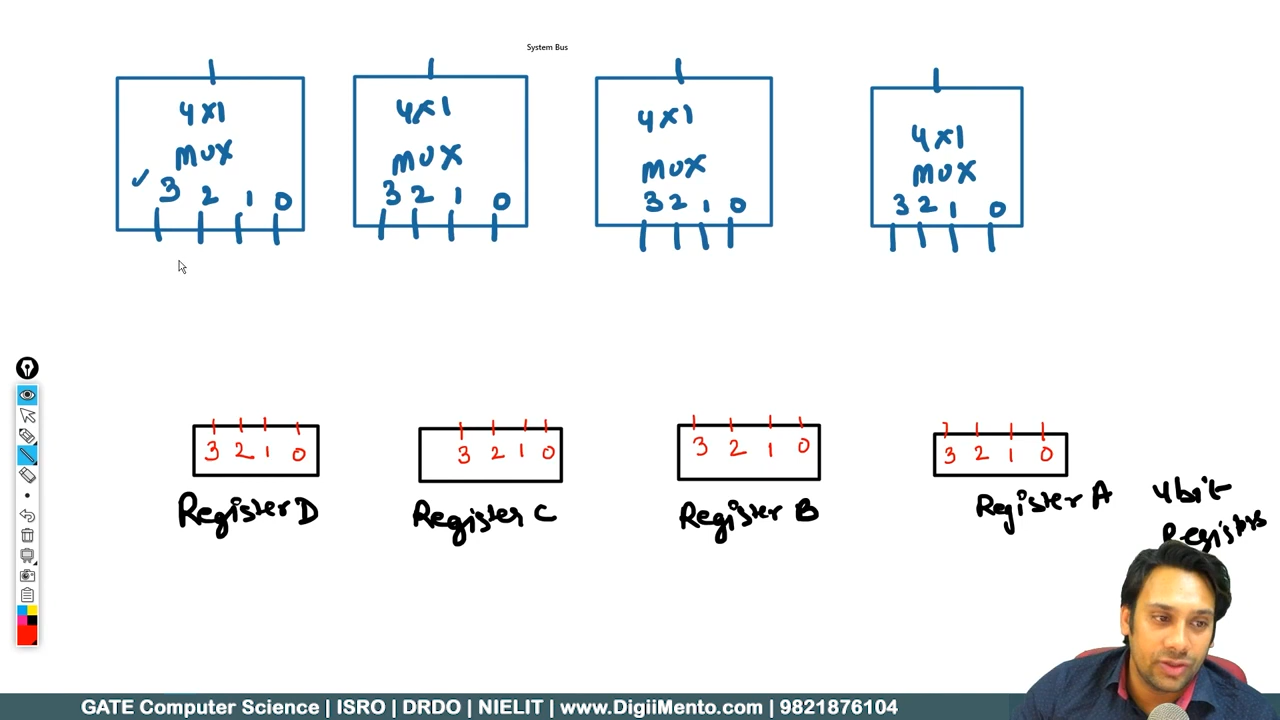 System Bus
4x1 MUX
✓ 3 2 1 0
4x1 MUX
3 2 1 0
4x1 MUX
3 2 1 0
4x1 MUX
3 2 1 0
3 2 1 0
Register D
3 2 1 0
Register C
3 2 1 0
Register B
3 2 1 0
Register A
4bit
Registers
GATE Computer Science | ISRO | DRDO | NIELIT | www.DigiiMento.com | 9821876104